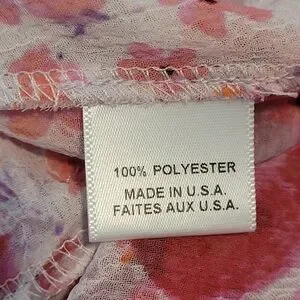 100% POLYESTER
MADE IN U.S.A.
FAITES AUX U.S.A.